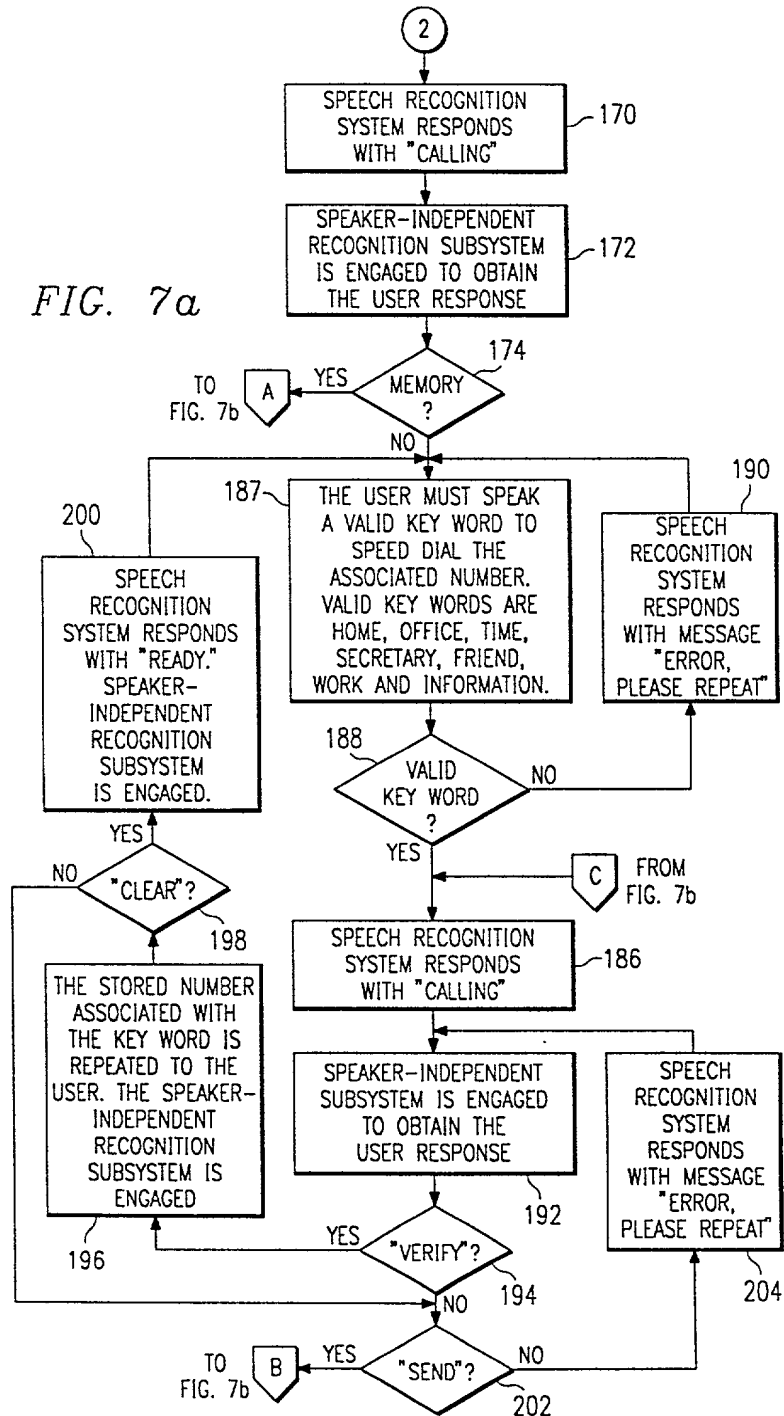 2
SPEECH RECOGNITION
SYSTEM RESPONDS
WITH "CALLING"
170
SPEAKER-INDEPENDENT
RECOGNITION SUBSYSTEM
IS ENGAGED TO OBTAIN
THE USER RESPONSE
172
FIG. 7a
174
MEMORY
?
YES
A
TO
FIG. 7b
NO
187
THE USER MUST SPEAK
A VALID KEY WORD TO
SPEED DIAL THE
ASSOCIATED NUMBER.
VALID KEY WORDS ARE
HOME, OFFICE, TIME,
SECRETARY, FRIEND,
WORK AND INFORMATION.
190
SPEECH
RECOGNITION
SYSTEM
RESPONDS
WITH MESSAGE
"ERROR,
PLEASE REPEAT"
200
SPEECH
RECOGNITION
SYSTEM RESPONDS
WITH "READY."
SPEAKER-
INDEPENDENT
RECOGNITION
SUBSYSTEM
IS ENGAGED.
188
VALID
KEY WORD
?
NO
YES
YES
NO
"CLEAR"?
198
C
FROM
FIG. 7b
SPEECH RECOGNITION
SYSTEM RESPONDS
WITH "CALLING"
186
THE STORED NUMBER
ASSOCIATED WITH
THE KEY WORD IS
REPEATED TO THE
USER. THE SPEAKER-
INDEPENDENT
RECOGNITION
SUBSYSTEM IS
ENGAGED
196
SPEAKER-INDEPENDENT
SUBSYSTEM IS ENGAGED
TO OBTAIN THE
USER RESPONSE
192
SPEECH
RECOGNITION
SYSTEM
RESPONDS
WITH MESSAGE
"ERROR,
PLEASE REPEAT"
204
YES
"VERIFY"?
194
NO
TO
FIG. 7b
B
YES
"SEND"?
NO
202